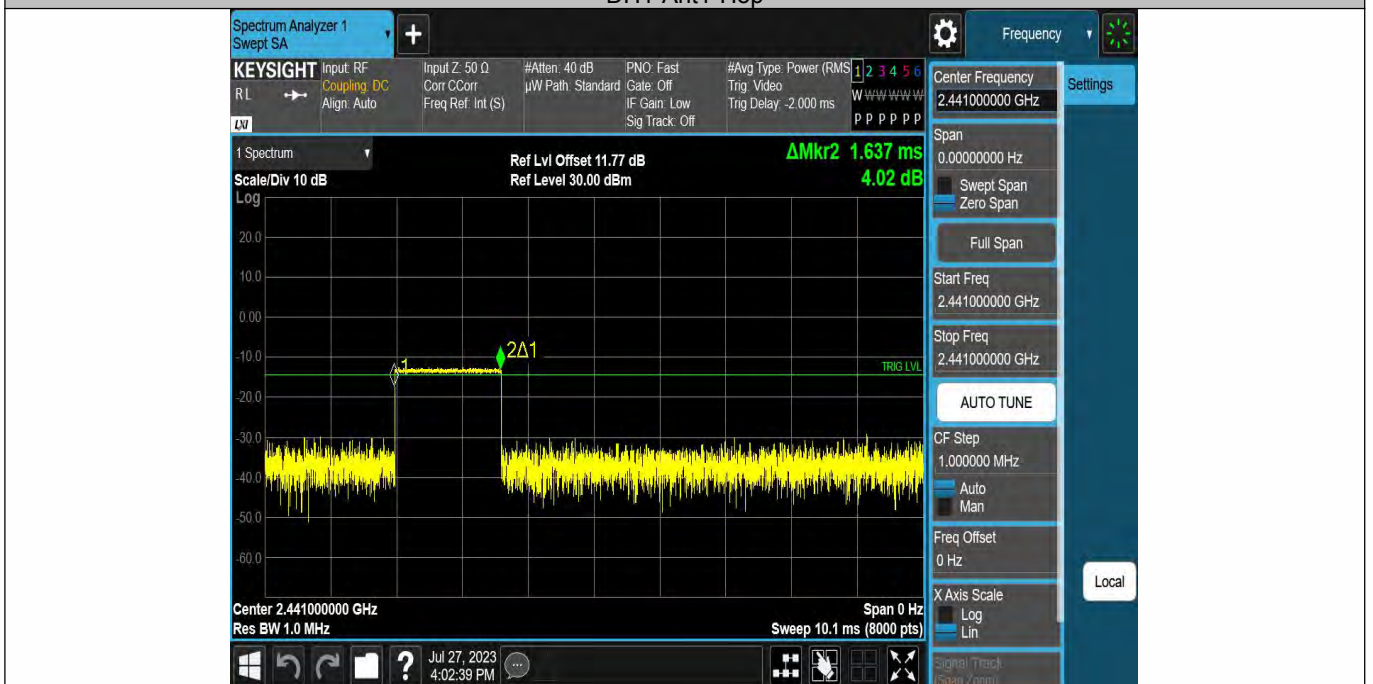 Spectrum Analyzer 1
Swept SA
+
Frequency
KEYSIGHT
RL
LXI
Input: RF
Coupling: DC
Align: Auto
Input Z: 50 Ω
Corr CCorr
Freq Ref: Int (S)
#Atten: 40 dB
µW Path: Standard
PNO: Fast
Gate: Off
IF Gain: Low
Sig Track: Off
#Avg Type: Power (RMS
Trig: Video
Trig Delay: -2.000 ms
1 2 3 4 5 6
W W W W W W
P P P P P P
1 Spectrum
Scale/Div 10 dB
Ref Lvl Offset 11.77 dB
Ref Level 30.00 dBm
ΔMkr2 1.637 ms
4.02 dB
Log
20.0
10.0
0.00
-10.0
-20.0
-30.0
-40.0
-50.0
-60.0
1
2Δ1
TRIG LVL
Center 2.441000000 GHz
Res BW 1.0 MHz
Span 0 Hz
Sweep 10.1 ms (8000 pts)
Center Frequency
2.441000000 GHz
Settings
Span
0.00000000 Hz
Swept Span
Zero Span
Full Span
Start Freq
2.441000000 GHz
Stop Freq
2.441000000 GHz
AUTO TUNE
CF Step
1.000000 MHz
Auto
Man
Freq Offset
0 Hz
X Axis Scale
Log
Lin
Signal Track
(Span Zoom)
Local
?
Jul 27, 2023
4:02:39 PM